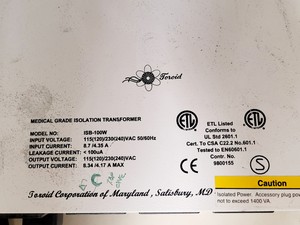 Toroid
MEDICAL GRADE ISOLATION TRANSFORMER
MODEL NO: ISB-100W
INPUT VOLTAGE: 115(120)/230(240)VAC 50/60Hz
INPUT CURRENT: 8.7 /4.35 A
LEAKAGE CURRENT: < 100uA
OUTPUT VOLTAGE: 115(120)/230(240)VAC
OUTPUT CURRENT: 8.34 /4.17 MAX A
C
Toroid Corporation of Maryland, Salisbury, MD
ETL
ETL
ETL Listed
Conforms to
UL Std 2601.1
Cert. To CSA C22.2 No.601.1
Tested to EN60601.1
Contr. No.
9800155
S
Caution
Isolated Power. Accessory plug
not to exceed 1400 VA